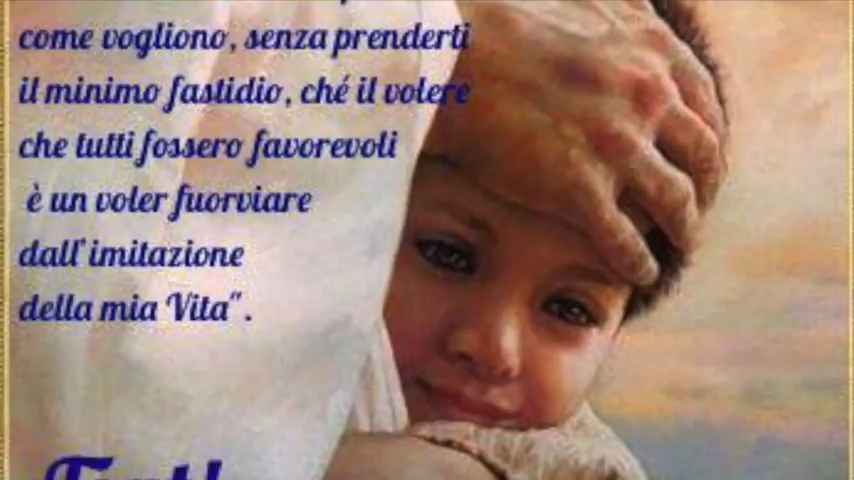 come vogliono, senza prenderti
il minimo fastidio, ché il volere
che tutti fossero favorevoli
è un voler fuorviare
dall'imitazione
della mia Vita".